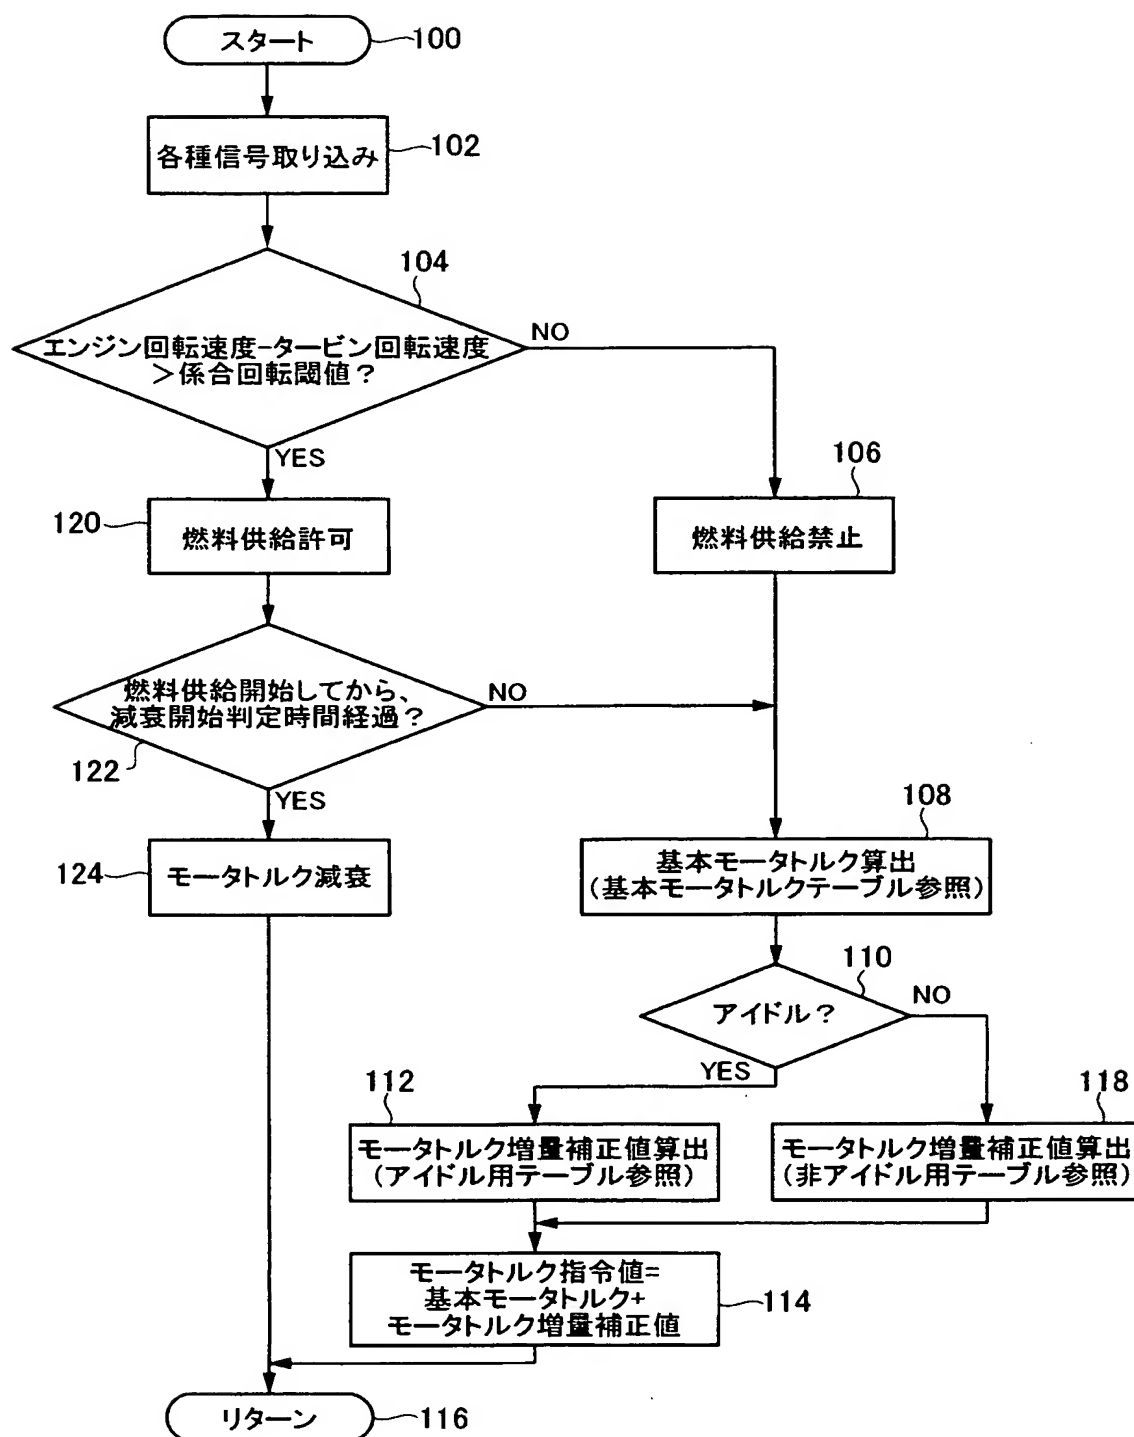 スタート
100
各種信号取り込み
102
104
エンジン回転速度-タービン回転速度
>係合回転閾値?
NO
YES
106
120
燃料供給許可
燃料供給禁止
燃料供給開始してから、
減衰開始判定時間経過?
NO
122
YES
108
124
モータトルク減衰
基本モータトルク算出
(基本モータトルクテーブル参照)
110
アイドル?
NO
YES
112
118
モータトルク増量補正値算出
(アイドル用テーブル参照)
モータトルク増量補正値算出
(非アイドル用テーブル参照)
モータトルク指令値=
基本モータトルク+
モータトルク増量補正値
114
リターン
116